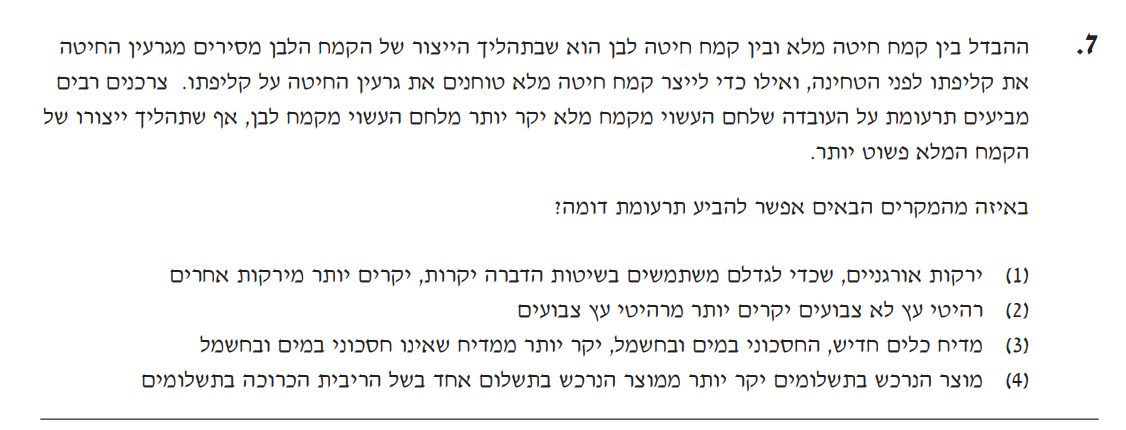 7. ההבדל בין קמח חיטה מלא ובין קמח חיטה לבן הוא שבתהליך הייצור של הקמח הלבן מסירים מגרעין החיטה
את קליפתו לפני הטחינה, ואילו כדי לייצר קמח חיטה מלא טוחנים את גרעין החיטה על קליפתו. צרכנים רבים
מביעים תרעומת על העובדה שלחם העשוי מקמח מלא יקר יותר מלחם העשוי מקמח לבן, אף שתהליך ייצורו של
הקמח המלא פשוט יותר.
באיזה מהמקרים הבאים אפשר להביע תרעומת דומה?
(1) ירקות אורגניים, שכדי לגדלם משתמשים בשיטות הדברה יקרות, יקרים יותר מירקות אחרים
(2) רהיטי עץ לא צבועים יקרים יותר מרהיטי עץ צבועים
(3) מדיח כלים חדיש, החסכוני במים ובחשמל, יקר יותר ממדיח שאינו חסכוני במים ובחשמל
(4) מוצר הנרכש בתשלומים יקר יותר ממוצר הנרכש בתשלום אחד בשל הריבית הכרוכה בתשלומים